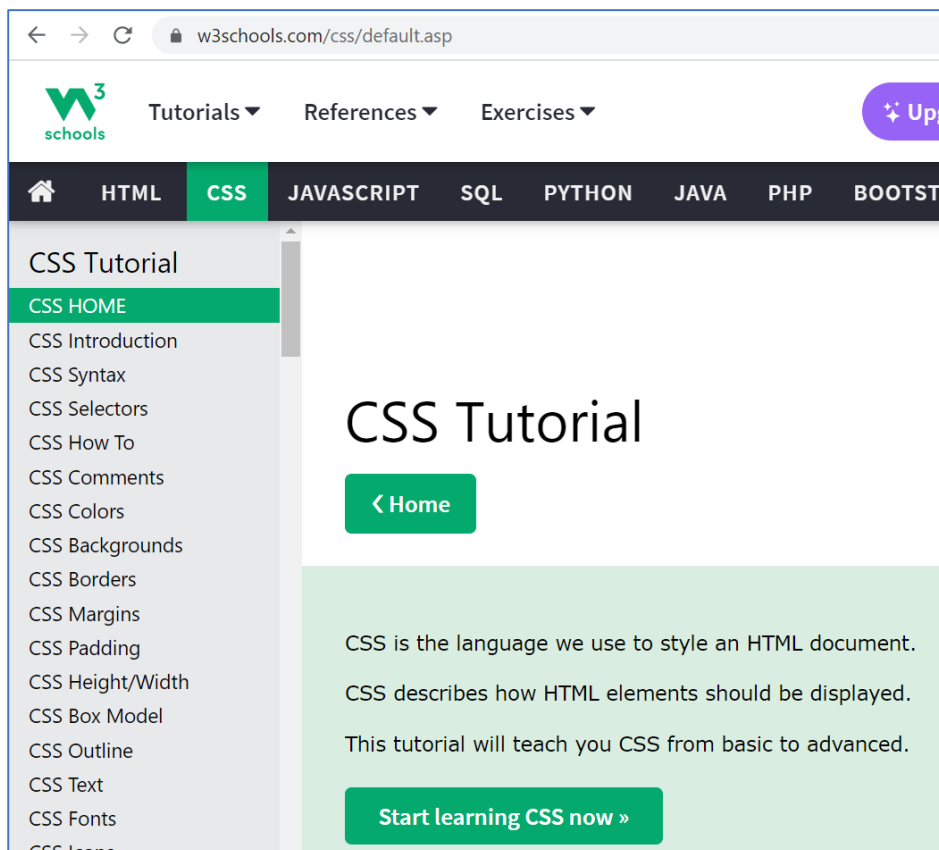 w3schools.com/css/default.asp
3
schools
Tutorials
References
Exercises
HTML
CSS
JAVASCRIPT
SQL
PYTHON
JAVA
PHP
CSS Tutorial
CSS HOME
CSS Introduction
CSS Syntax
CSS Selectors
CSS How To
CSS Comments
CSS Colors
CSS Backgrounds
CSS Borders
CSS Margins
CSS Padding
CSS Height/Width
CSS Box Model
CSS Outline
CSS Text
CSS Fonts
CSS Tutorial
❮ Home
CSS is the language we use to style an HTML document.
CSS describes how HTML elements should be displayed.
This tutorial will teach you CSS from basic to advanced.
Start learning CSS now »